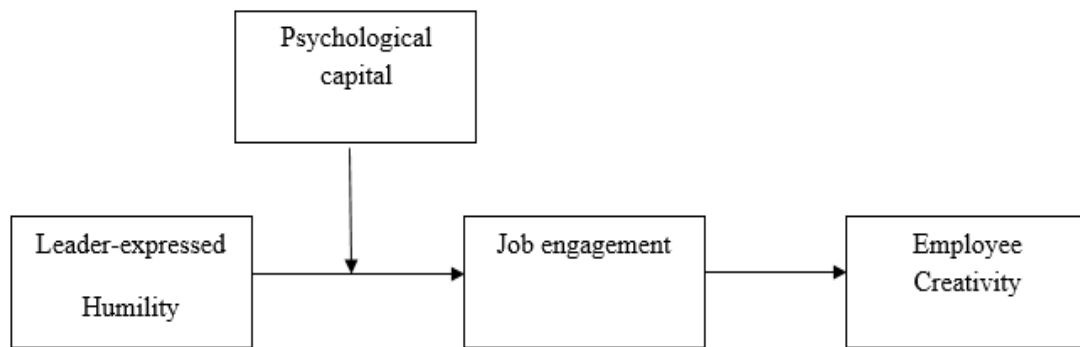 Psychological
capital
Leader-expressed
Humility
Job engagement
Employee
Creativity